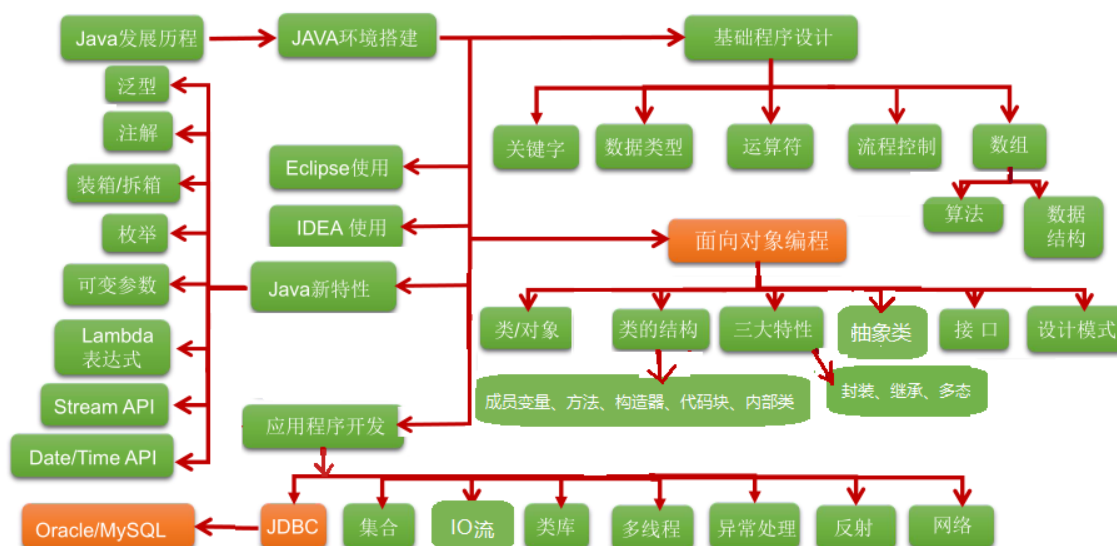 Java发展历程
JAVA环境搭建
基础程序设计
泛型
注解
装箱/拆箱
枚举
可变参数
Lambda
表达式
Stream API
Date/Time API
Eclipse使用
IDEA 使用
Java新特性
关键字
数据类型
运算符
流程控制
数组
算法
数据
结构
面向对象编程
类/对象
类的结构
三大特性
抽象类
接 口
设计模式
成员变量、方法、构造器、代码块、内部类
封装、继承、多态
应用程序开发
Oracle/MySQL
JDBC
集合
IO流
类库
多线程
异常处理
反射
网络